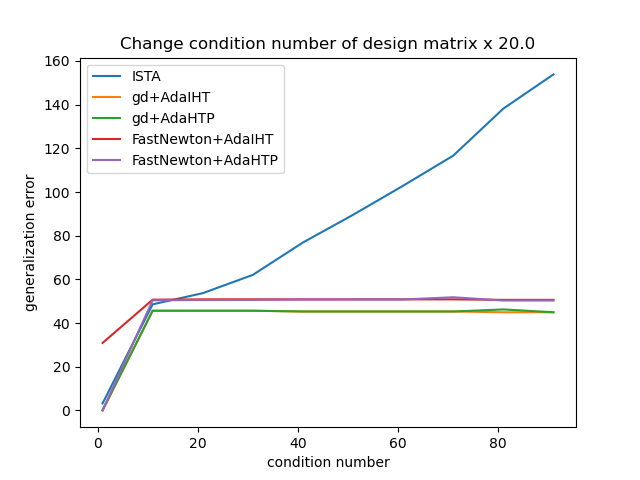 Change condition number of design matrix x 20.0
ISTA
gd+AdaIHT
gd+AdaHTP
FastNewton+AdaIHT
FastNewton+AdaHTP
generalization error
160
140
120
100
80
60
40
20
0
0 20 40 60 80
condition number